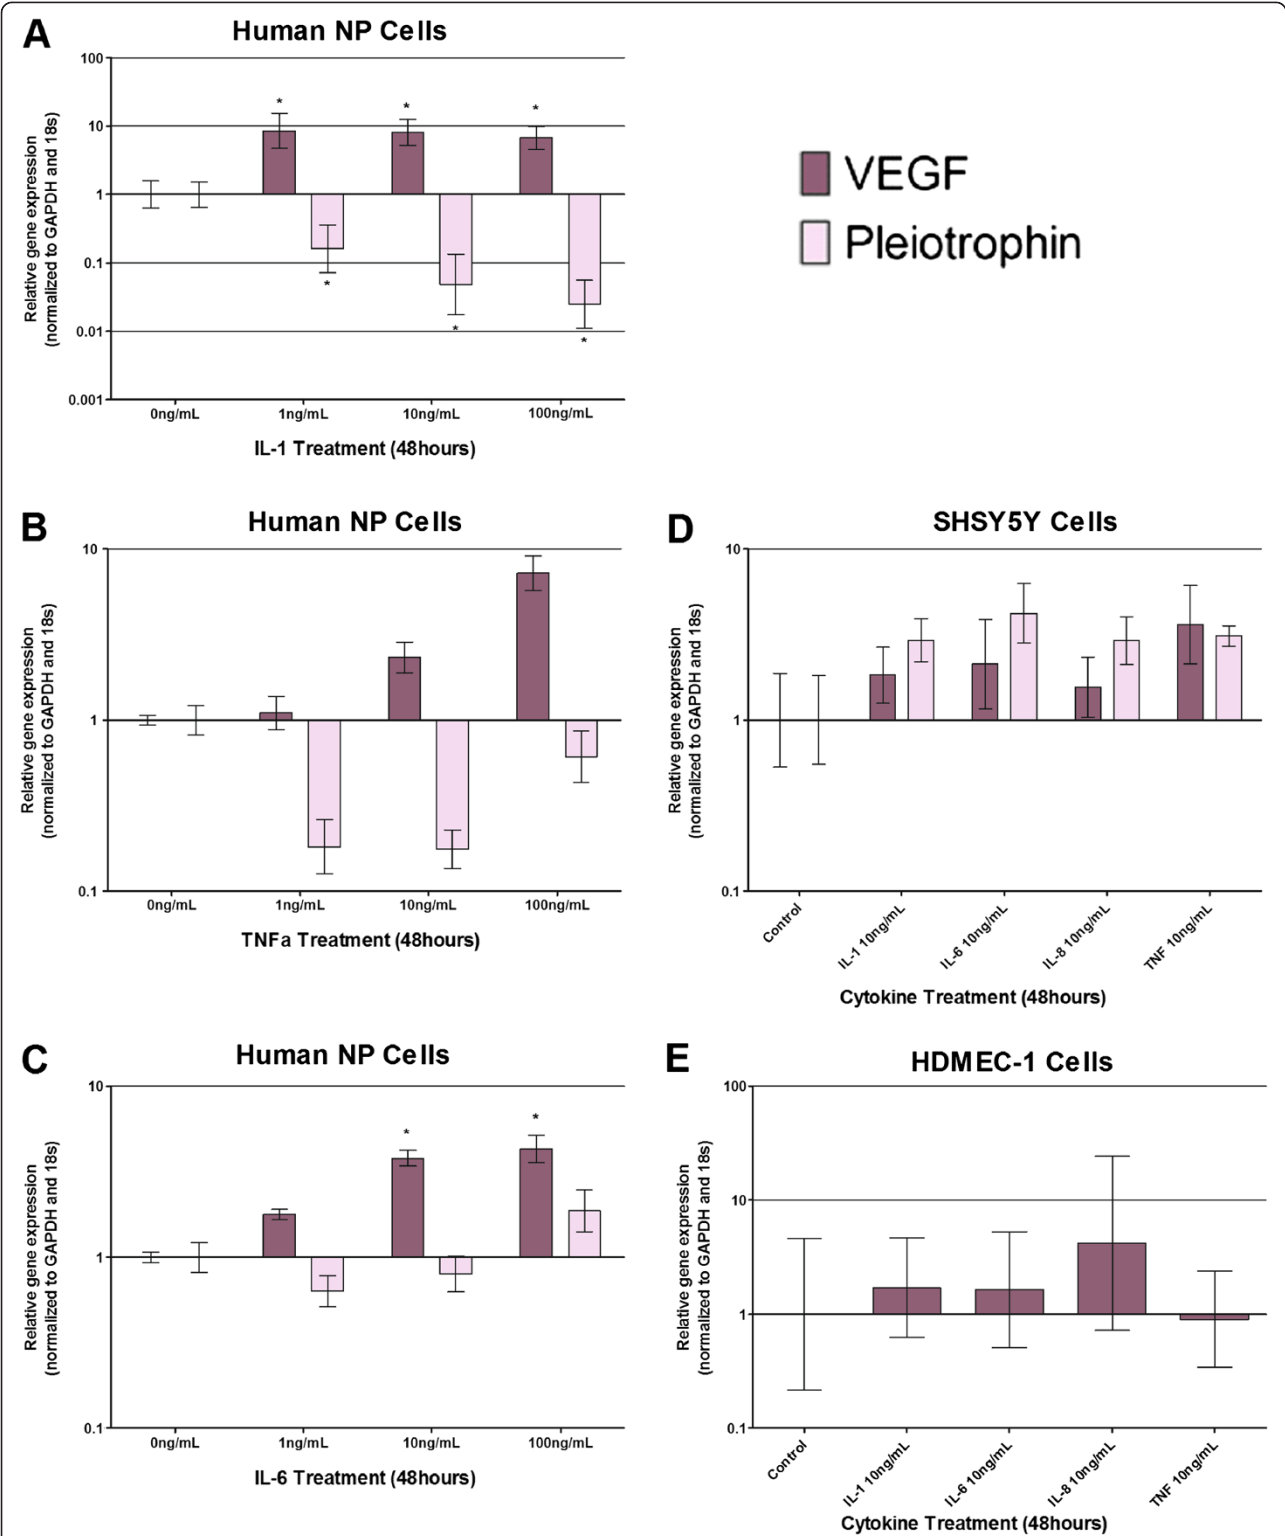 A
Human NP Cells
Relative gene expression
(normalized to GAPDH and 18s)
100
10
1
0.1
0.01
0.001
* * *
* * *
0ng/mL 1ng/mL 10ng/mL 100ng/mL
IL-1 Treatment (48hours)
VEGF
Pleiotrophin
B
Human NP Cells
Relative gene expression
(normalized to GAPDH and 18s)
10
1
0.1
0ng/mL 1ng/mL 10ng/mL 100ng/mL
TNFa Treatment (48hours)
D
SHSY5Y Cells
Relative gene expression
(normalized to GAPDH and 18s)
10
1
0.1
Control
IL-1 10ng/mL
IL-6 10ng/mL
IL-8 10ng/mL
TNF 10ng/mL
Cytokine Treatment (48hours)
C
Human NP Cells
Relative gene expression
(normalized to GAPDH and 18s)
10
1
0.1
* *
0ng/mL 1ng/mL 10ng/mL 100ng/mL
IL-6 Treatment (48hours)
E
HDMEC-1 Cells
Relative gene expression
(normalized to GAPDH and 18s)
100
10
1
0.1
Control
IL-1 10ng/mL
IL-6 10ng/mL
IL-8 10ng/mL
TNF 10ng/mL
Cytokine Treatment (48hours)